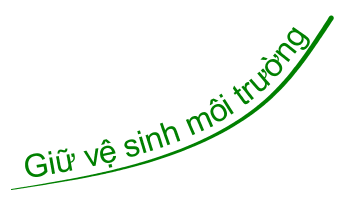 Giữ vệ sinh môi trường